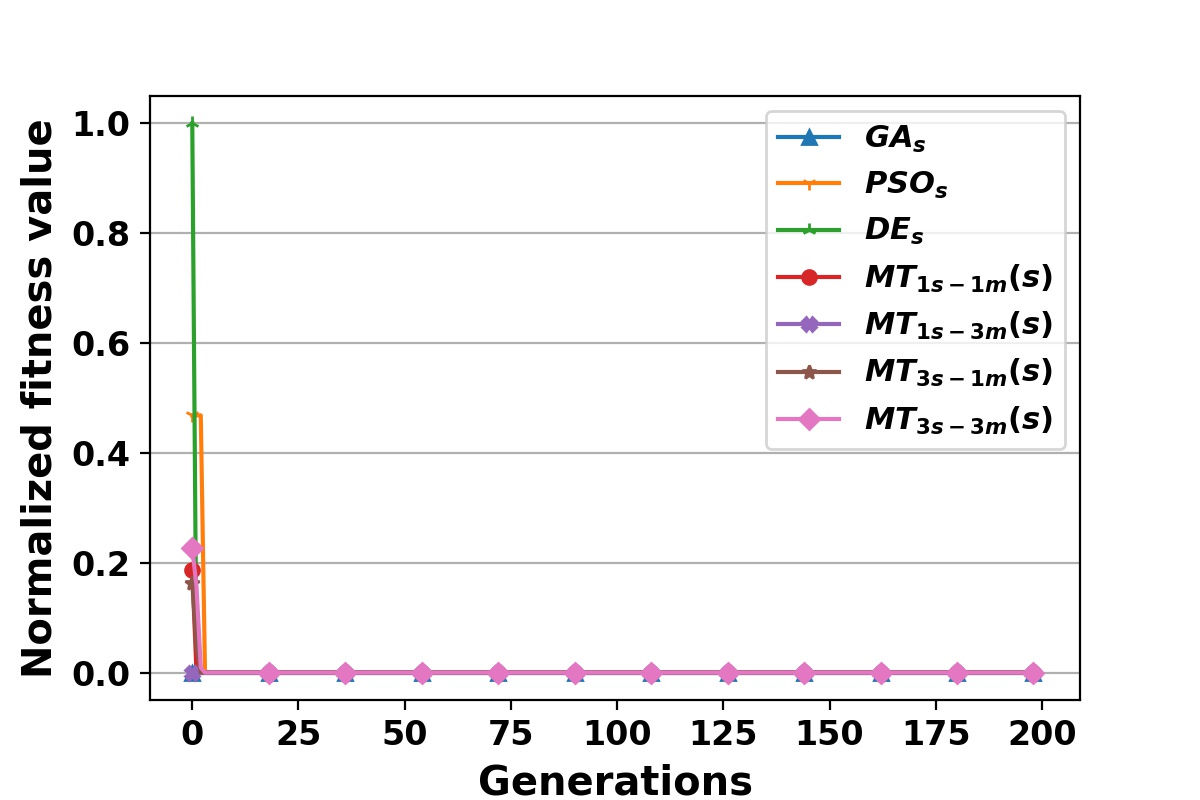 Normalized fitness value
1.0
0.8
0.6
0.4
0.2
0.0
GAs
PSOs
DEs
MT1s−1m(s)
MT1s−3m(s)
MT3s−1m(s)
MT3s−3m(s)
0 25 50 75 100 125 150 175 200
Generations